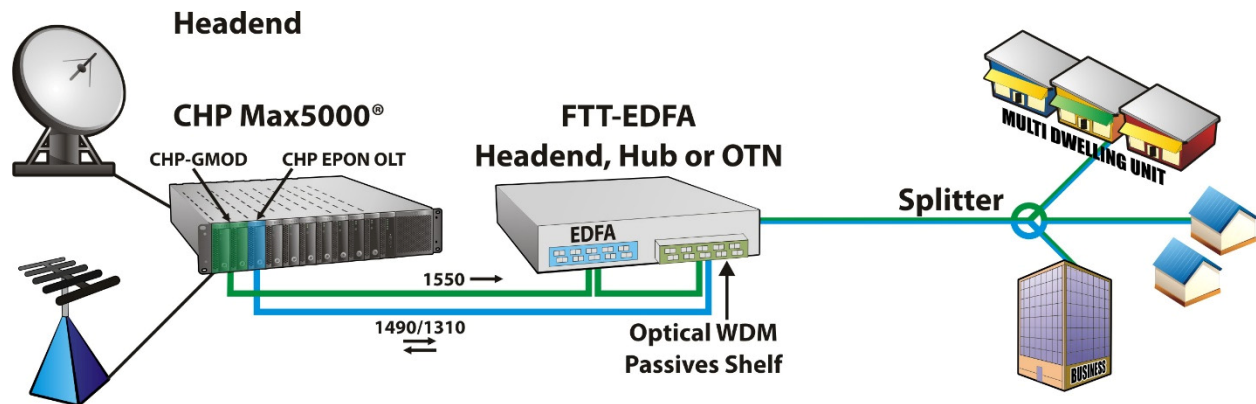 Headend
CHP Max5000®
CHP-GMOD
CHP EPON OLT
FTT-EDFA
Headend, Hub or OTN
EDFA
1550
1490/1310
Optical WDM
Passives Shelf
Splitter
MULTI DWELLING UNIT
BUSINESS